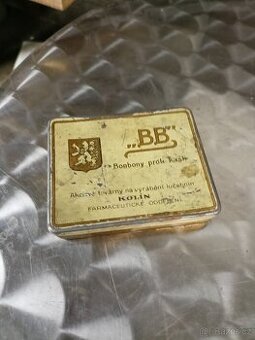 „BB"
Bonbony proti kašli
Akciové továrny na vyrábění lučebnin
KOLÍN
FARMACEUTICKÉ ODDĚLENÍ